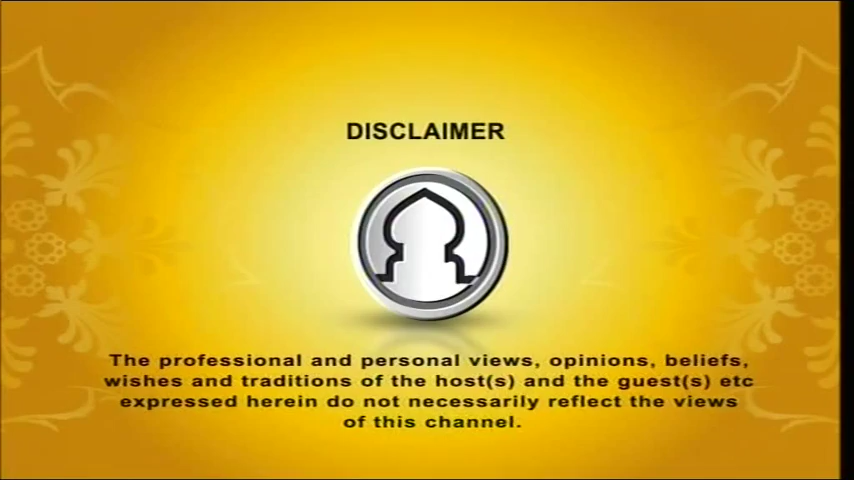 DISCLAIMER
The professional and personal views, opinions, beliefs,
wishes and traditions of the host(s) and the guest(s) etc
expressed herein do not necessarily reflect the views
of this channel.